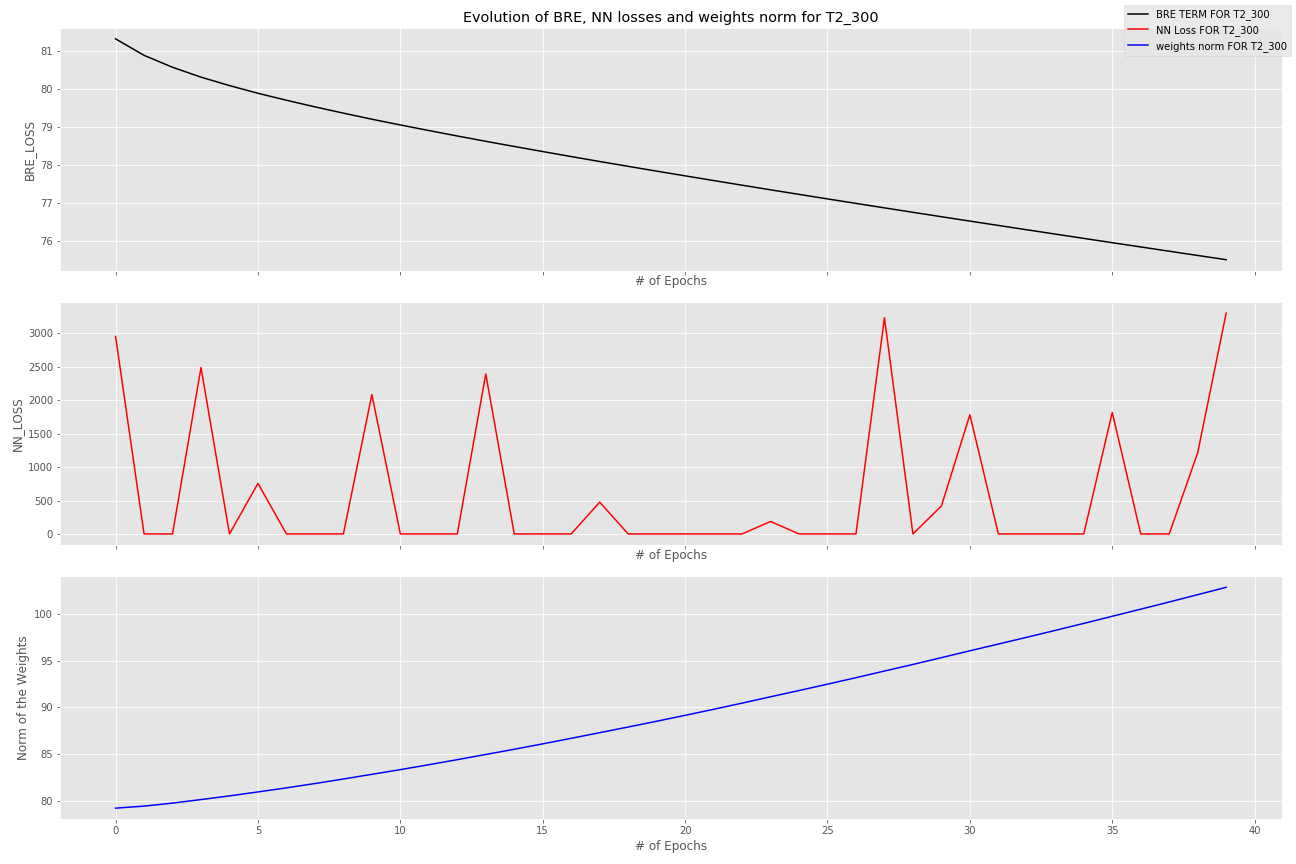 Evolution of BRE, NN losses and weights norm for T2_300
BRE TERM FOR T2_300
NN Loss FOR T2_300
weights norm FOR T2_300
BRE_LOSS
81
80
79
78
77
76
# of Epochs
NN_LOSS
3000
2500
2000
1500
1000
500
0
# of Epochs
Norm of the Weights
100
95
90
85
80
0 5 10 15 20 25 30 35 40
# of Epochs